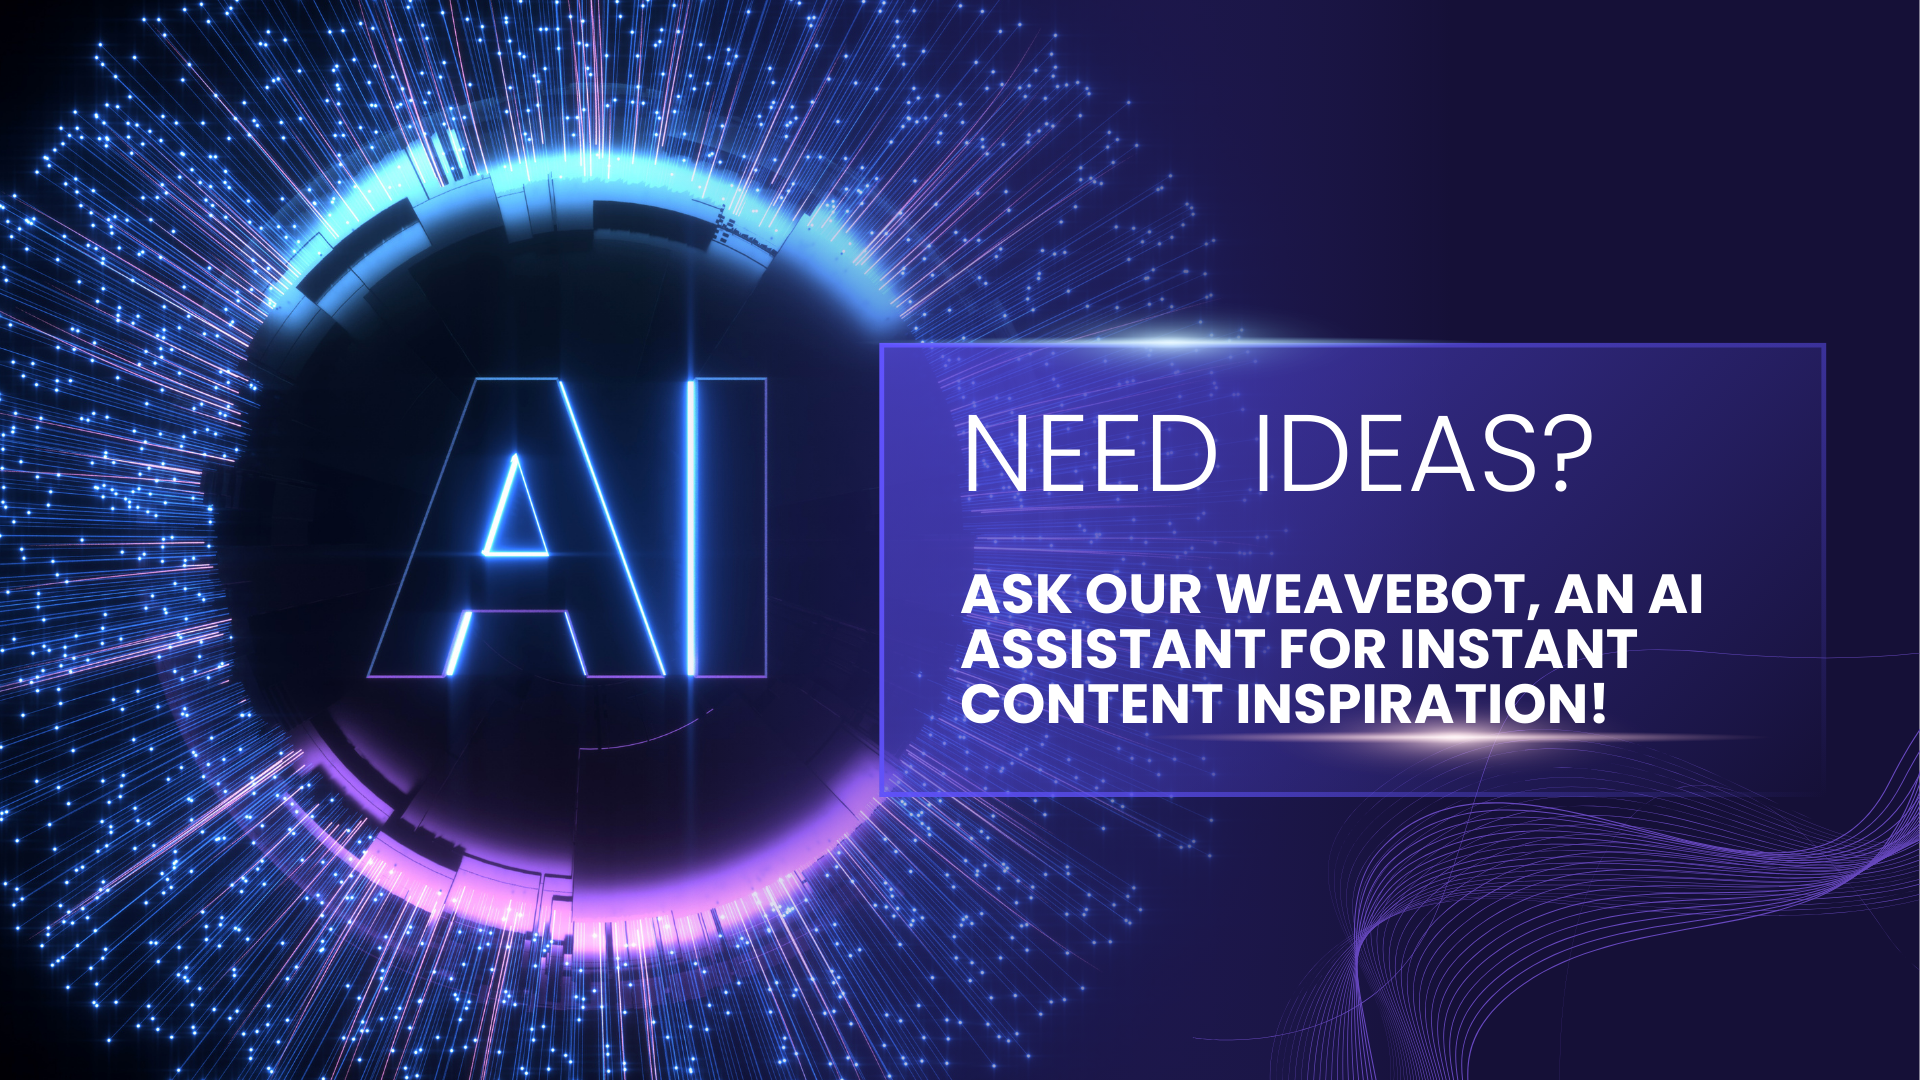 AI
NEED IDEAS?
ASK OUR WEAVEBOT, AN AI
ASSISTANT FOR INSTANT
CONTENT INSPIRATION!